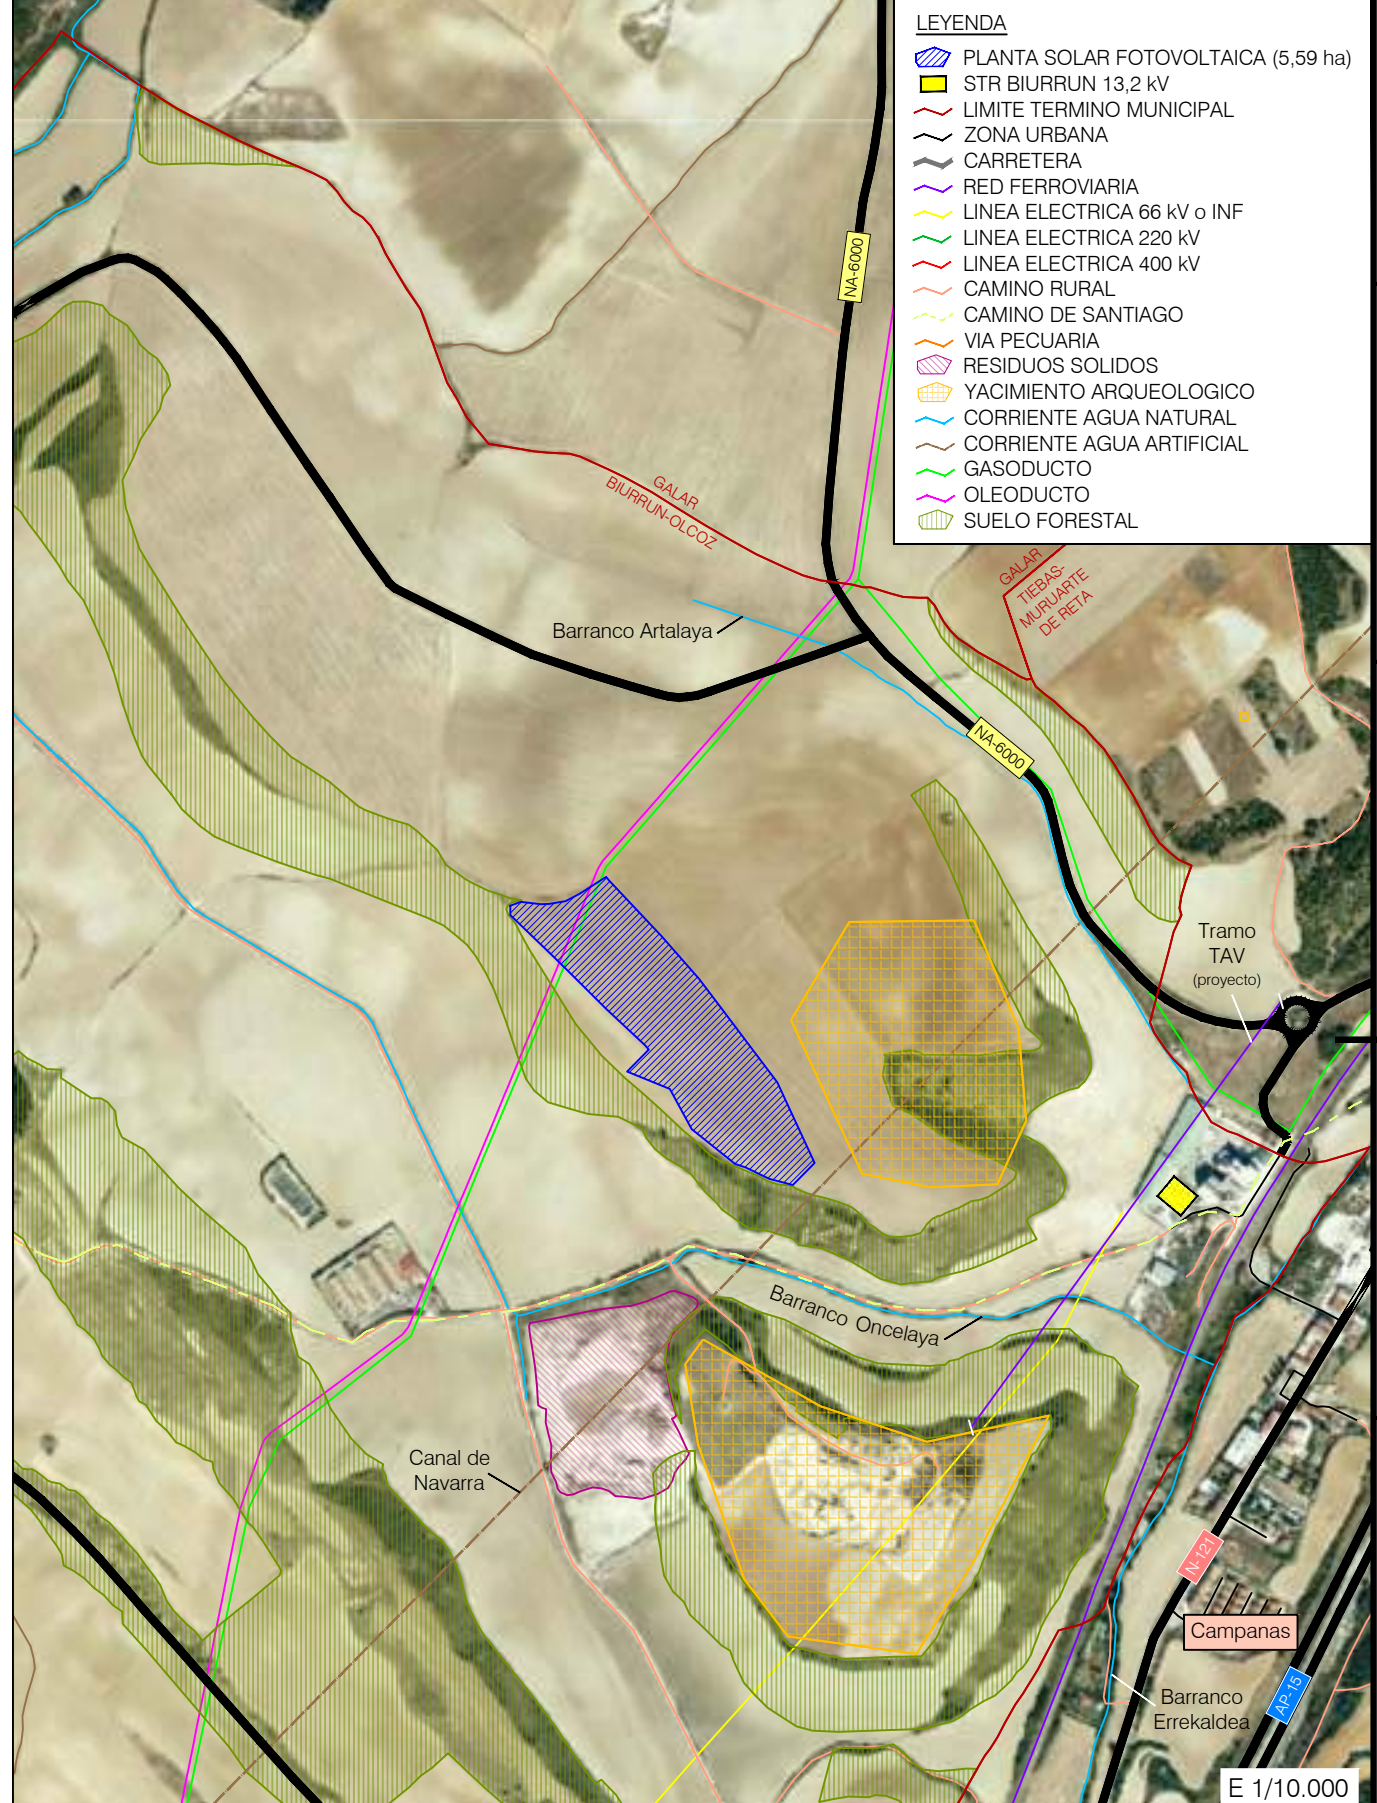 LEYENDA
PLANTA SOLAR FOTOVOLTAICA (5,59 ha)
STR BIURRUN 13,2 kV
LIMITE TERMINO MUNICIPAL
ZONA URBANA
CARRETERA
RED FERROVIARIA
LINEA ELECTRICA 66 kV o INF
LINEA ELECTRICA 220 kV
LINEA ELECTRICA 400 kV
CAMINO RURAL
CAMINO DE SANTIAGO
VIA PECUARIA
RESIDUOS SOLIDOS
YACIMIENTO ARQUEOLOGICO
CORRIENTE AGUA NATURAL
CORRIENTE AGUA ARTIFICIAL
GASODUCTO
OLEODUCTO
SUELO FORESTAL
NA-6000
GALAR
BIURRUN-OLCOZ
GALAR
TIEBAS-
MURUARTE
DE RETA
Barranco Artalaya
NA-6000
Tramo
TAV
(proyecto)
Barranco Oncelaya
Canal de
Navarra
N-121
Campanas
Barranco
Errekaldea
AP-15
E 1/10.000